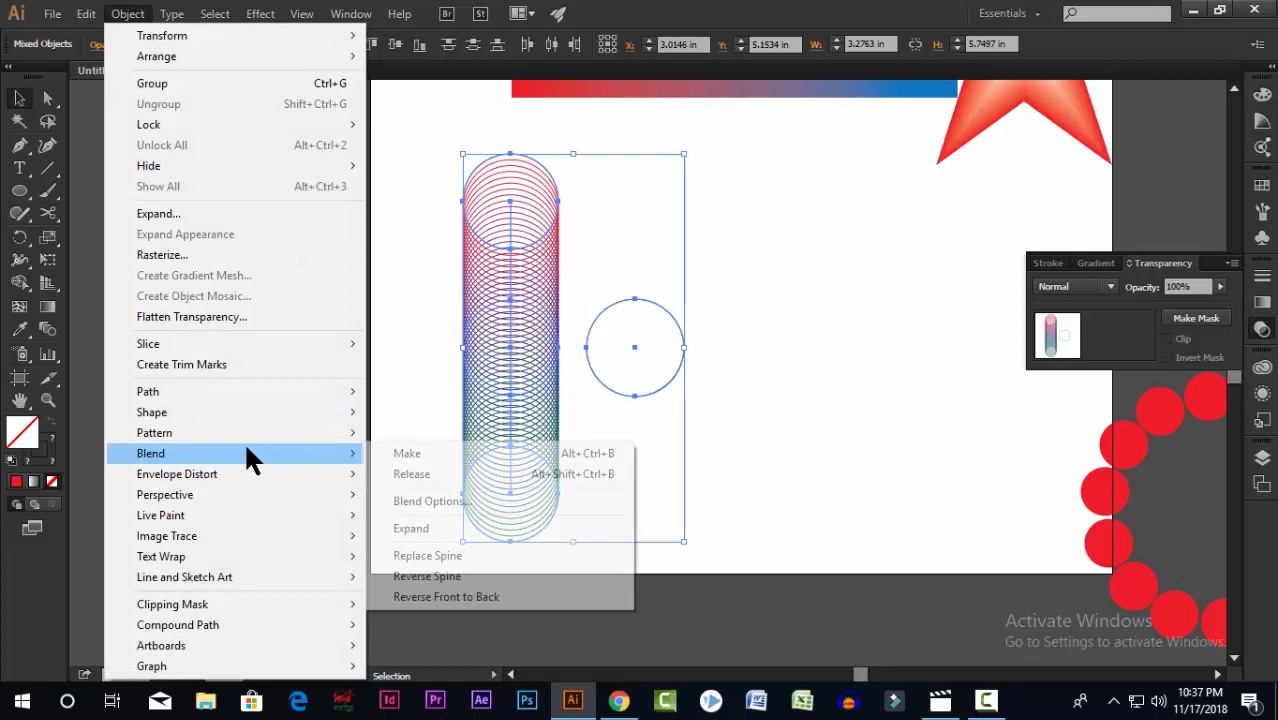 Ai File Edit Object Type Select Effect View Window Help Br St Essentials
Mixed Objects X: 3.0146 in Y: 5.1534 in W: 3.2763 in H: 5.7497 in
Transform
Arrange
Group Ctrl+G
Ungroup Shift+Ctrl+G
Lock
Unlock All Alt+Ctrl+2
Hide
Show All Alt+Ctrl+3
Expand...
Expand Appearance
Rasterize...
Create Gradient Mesh...
Create Object Mosaic...
Flatten Transparency...
Slice
Create Trim Marks
Path
Shape
Pattern
Blend
Envelope Distort
Perspective
Live Paint
Image Trace
Text Wrap
Line and Sketch Art
Clipping Mask
Compound Path
Artboards
Graph
Make Alt+Ctrl+B
Release Alt+Shift+Ctrl+B
Blend Options...
Expand
Replace Spine
Reverse Spine
Reverse Front to Back
Stroke Gradient Transparency
Normal Opacity: 100%
Make Mask
Clip
Invert Mask
Activate Windows
Go to Settings to activate Windows.
Selection
Id Pr Ae Ps Ai
10:37 PM
11/17/2018